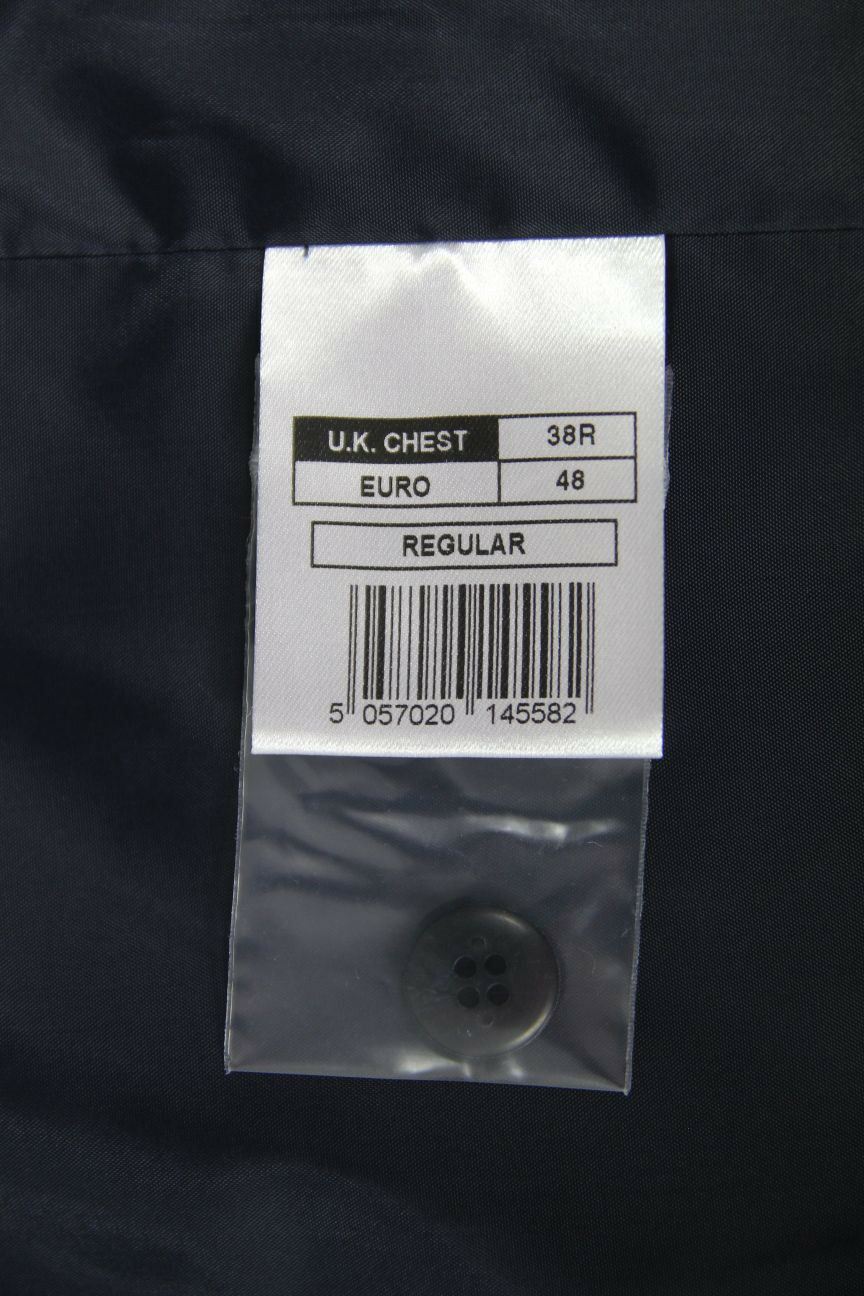 U.K. CHEST 38R
EURO 48
REGULAR
5 057020 145582